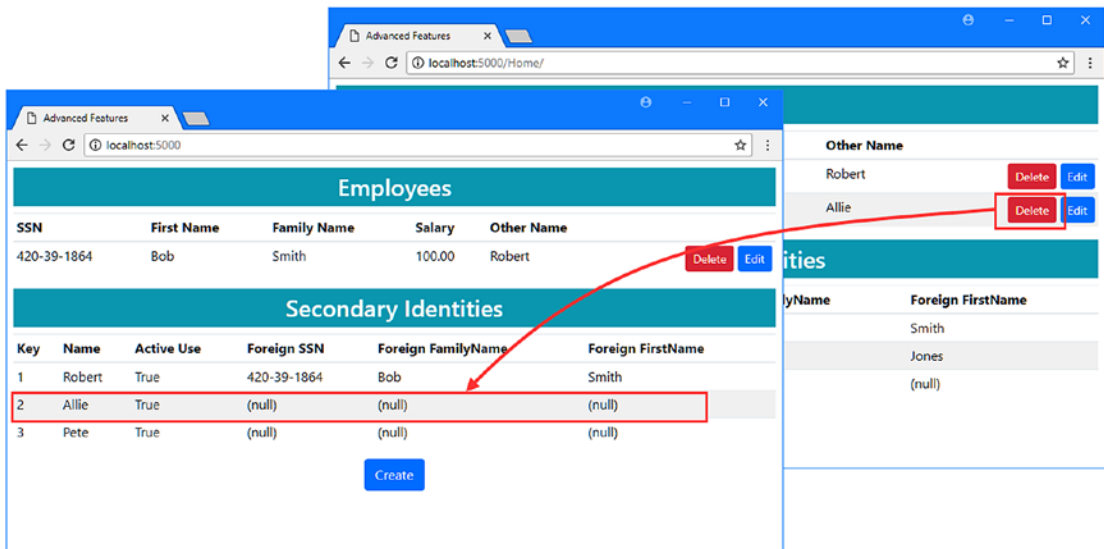 Advanced Features
localhost:5000/Home/
Other Name
Robert Delete Edit
Allie Delete Edit
ities
lyName Foreign FirstName
Smith
Jones
(null)
Advanced Features
localhost:5000
Employees
SSN First Name Family Name Salary Other Name
420-39-1864 Bob Smith 100.00 Robert Delete Edit
Secondary Identities
Key Name Active Use Foreign SSN Foreign FamilyName Foreign FirstName
1 Robert True 420-39-1864 Bob Smith
2 Allie True (null) (null) (null)
3 Pete True (null) (null) (null)
Create